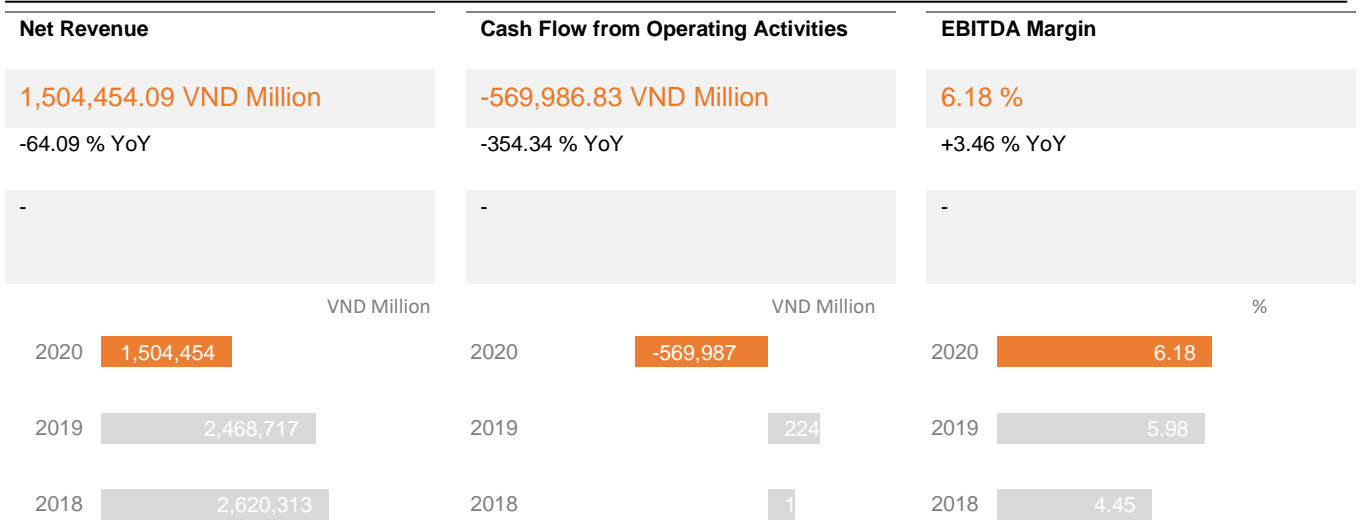 Net Revenue
1,504,454.09 VND Million
-64.09 % YoY
-
VND Million
2020 1,504,454
2019 2,468,717
2018 2,620,313
Cash Flow from Operating Activities
-569,986.83 VND Million
-354.34 % YoY
-
VND Million
2020 -569,987
2019 224
2018 1
EBITDA Margin
6.18 %
+3.46 % YoY
-
%
2020 6.18
2019 5.98
2018 4.45